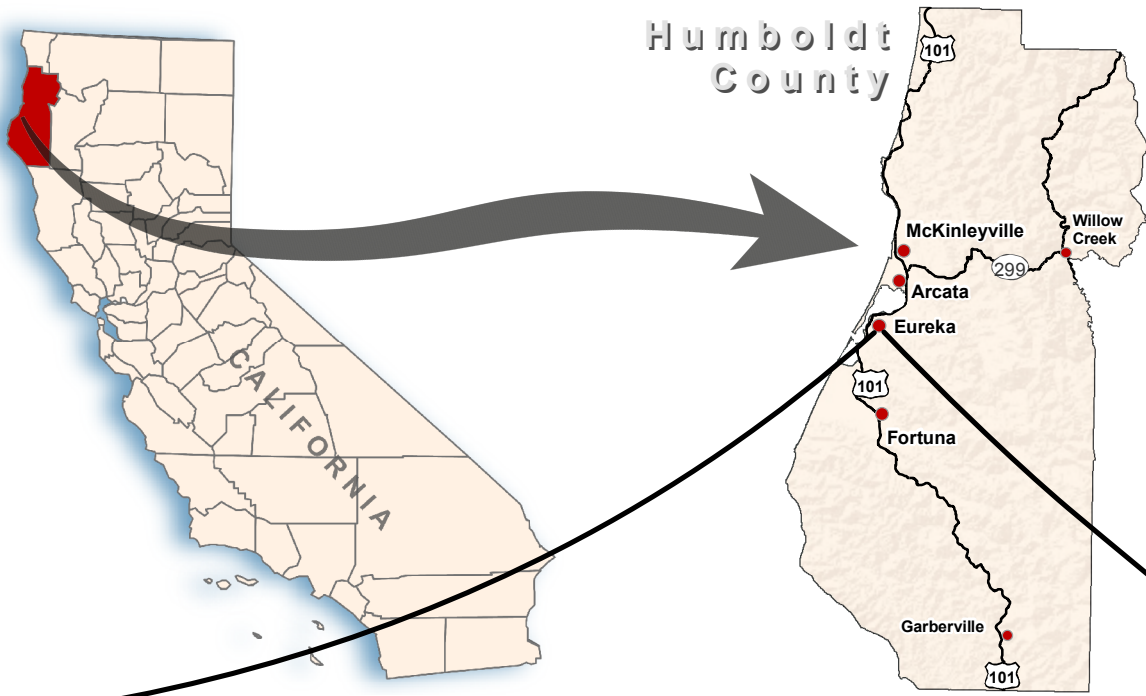 Humboldt
County
101
McKinleyville
Willow
Creek
299
Arcata
Eureka
CALIFORNIA
101
Fortuna
Garberville
101